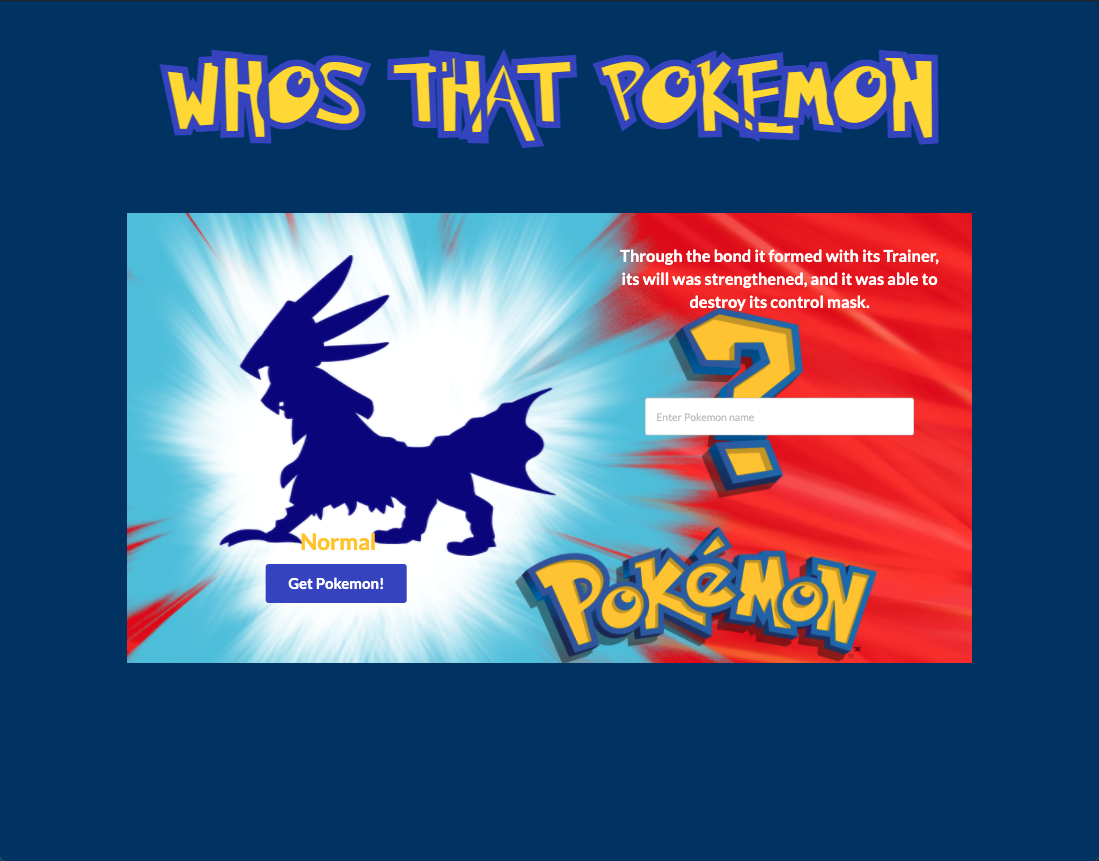 WHOS THAT POKEMON
Through the bond it formed with its Trainer,
its will was strengthened, and it was able to
destroy its control mask.
?
Enter Pokemon name
Normal
Get Pokemon!
POKéMON